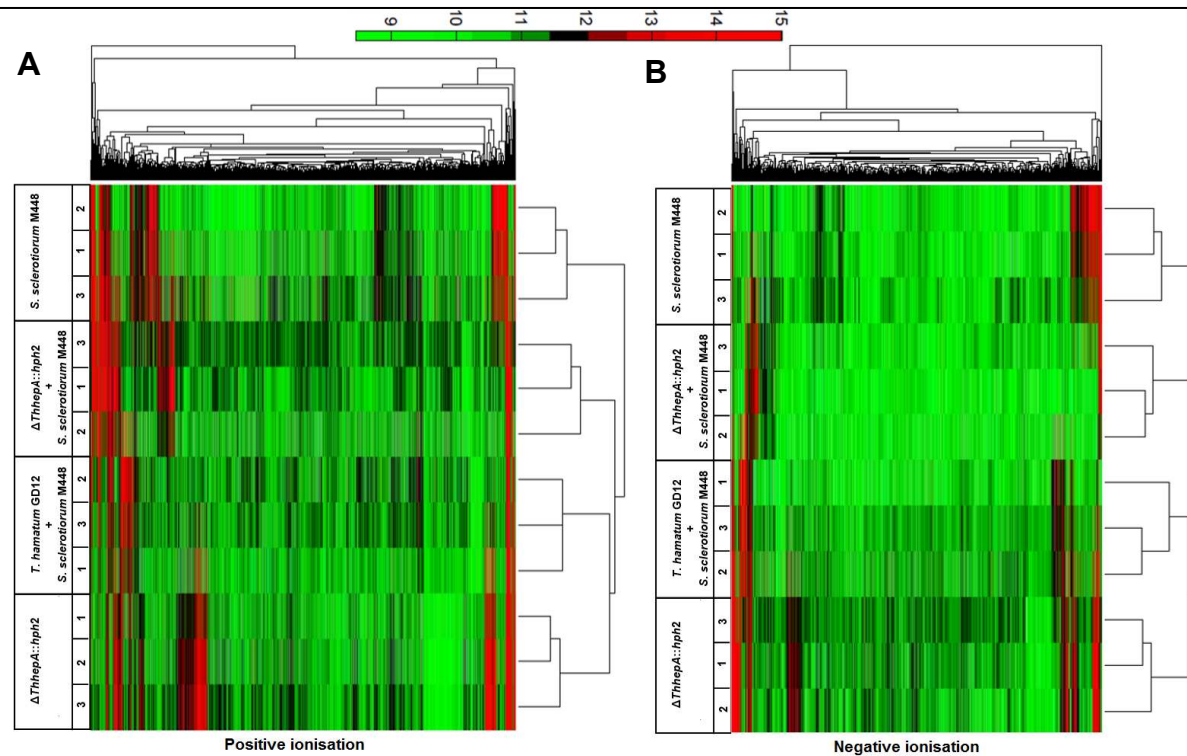 9 10 11 12 13 14 15
A
B
S. sclerotiorum M448
2
1
3
ΔThhepA::hph2
+
S. sclerotiorum M448
3
1
2
T. hamatum GD12
+
S. sclerotiorum M448
2
3
1
ΔThhepA::hph2
1
2
3
Positive ionisation
S. sclerotiorum M448
2
1
3
ΔThhepA::hph2
+
S. sclerotiorum M448
3
1
2
T. hamatum GD12
+
S. sclerotiorum M448
1
3
2
ΔThhepA::hph2
3
1
2
Negative ionisation